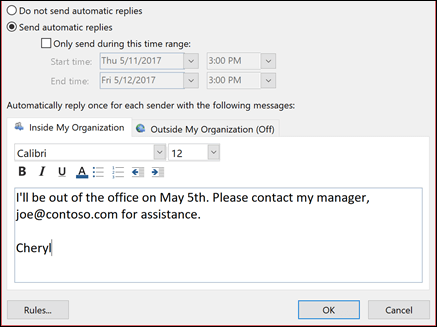 Do not send automatic replies
Send automatic replies
Only send during this time range:
Start time: Thu 5/11/2017 3:00 PM
End time: Fri 5/12/2017 3:00 PM
Automatically reply once for each sender with the following messages:
Inside My Organization Outside My Organization (Off)
Calibri 12
B I U A
I'll be out of the office on May 5th. Please contact my manager,
joe@contoso.com for assistance.
Cheryl
Rules... OK Cancel